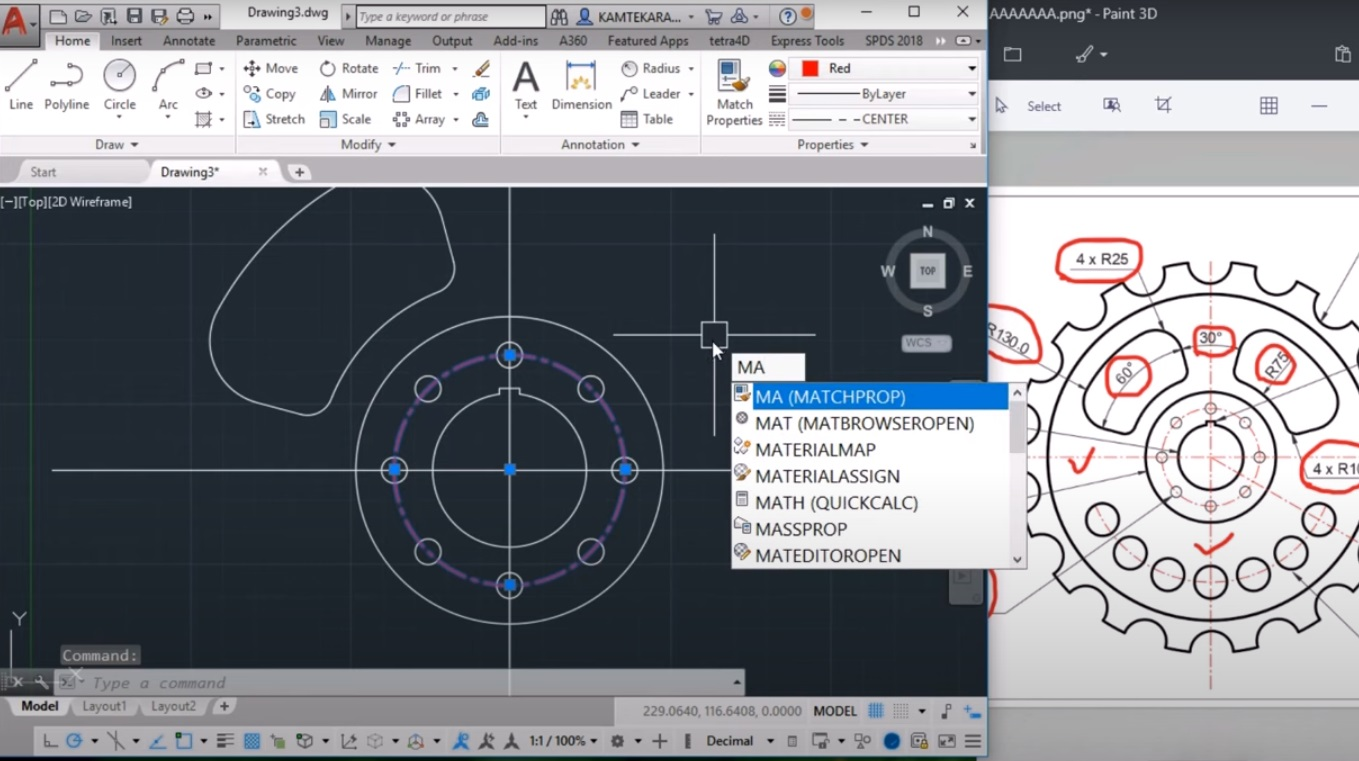 Drawing3.dwg
Type a keyword or phrase
KAMTEKARA...
AAAAAAA.png* - Paint 3D
Home Insert Annotate Parametric View Manage Output Add-ins A360 Featured Apps tetra4D Express Tools SPDS 2018
Line Polyline Circle Arc
Move Rotate Trim
Copy Mirror Fillet
Stretch Scale Array
Text Dimension
Radius
Leader
Table
Match Properties
Red
ByLayer
CENTER
Select
Draw Modify Annotation Properties
Start Drawing3* +
[−][Top][2D Wireframe]
N
W TOP E
S
WCS
MA
MA (MATCHPROP)
MAT (MATBROWSEROPEN)
MATERIALMAP
MATERIALASSIGN
MATH (QUICKCALC)
MASSPROP
MATEDITOROPEN
4 x R25
R130.0
30°
60°
R75
4 x R10
Y
X
Command:
Type a command
Model Layout1 Layout2 +
229.0640, 116.6408, 0.0000 MODEL
1:1 / 100% Decimal